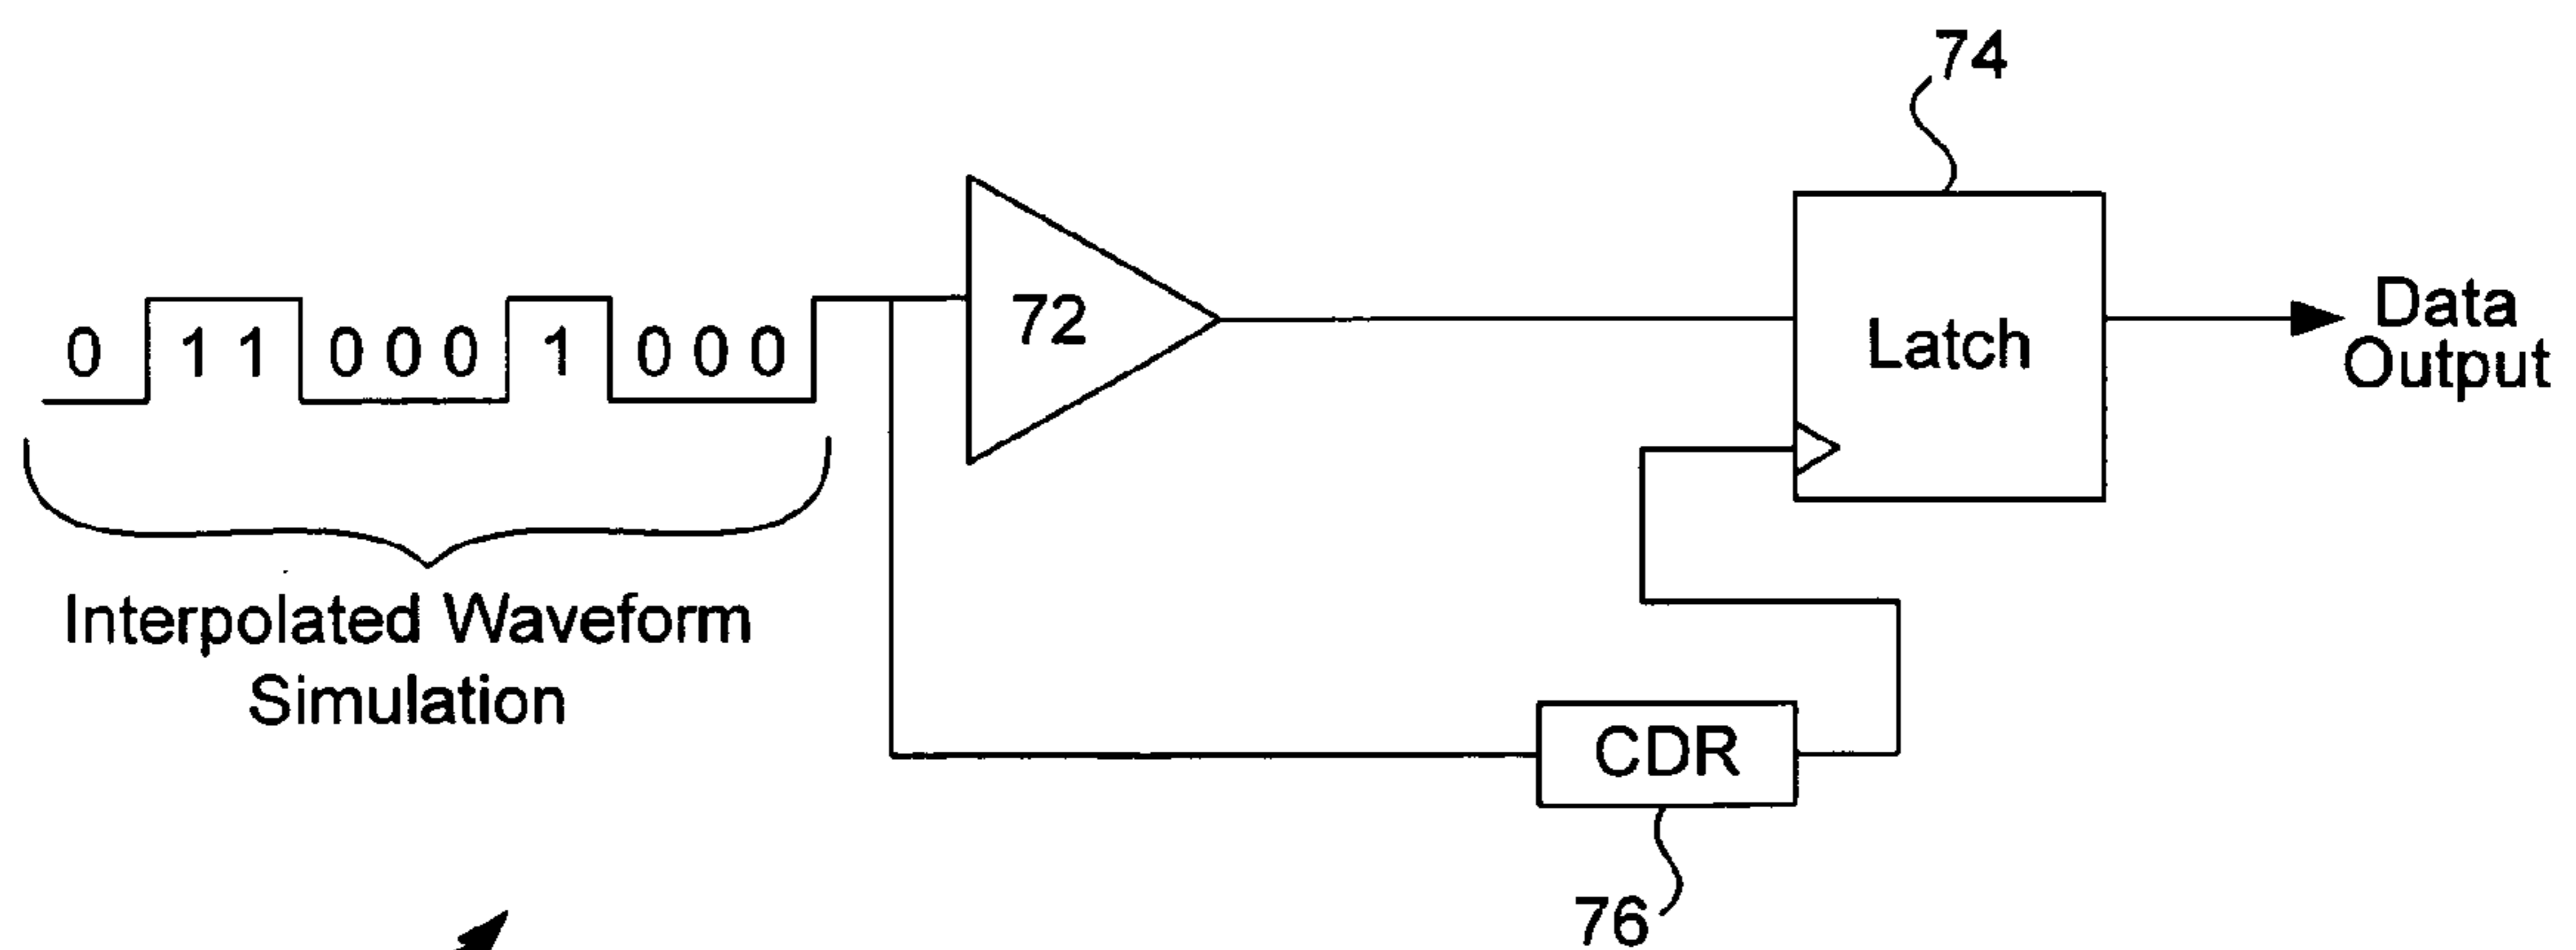 74
72
0 1 1 0 0 0 1 0 0 0
Latch
Data
Output
Interpolated Waveform
Simulation
CDR
76